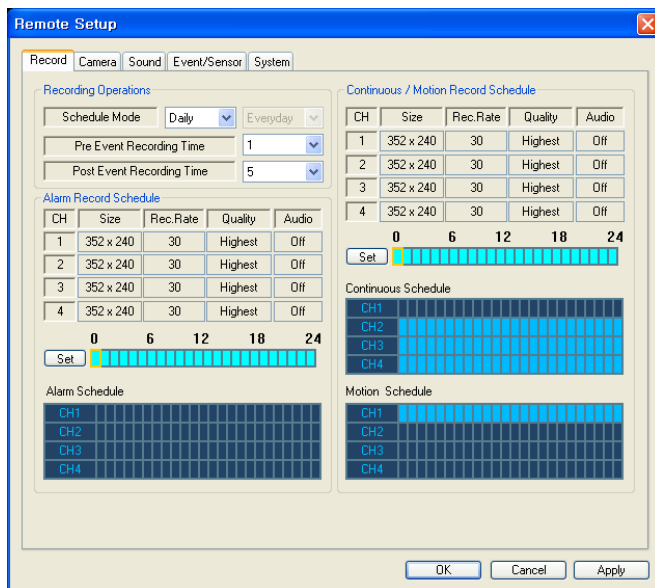 Remote Setup
Record Camera Sound Event/Sensor System
Recording Operations
Schedule Mode Daily Everyday
Pre Event Recording Time 1
Post Event Recording Time 5
Alarm Record Schedule
CH Size Rec.Rate Quality Audio
1 352 x 240 30 Highest Off
2 352 x 240 30 Highest Off
3 352 x 240 30 Highest Off
4 352 x 240 30 Highest Off
0 6 12 18 24
Set
Alarm Schedule
CH1
CH2
CH3
CH4
Continuous / Motion Record Schedule
CH Size Rec.Rate Quality Audio
1 352 x 240 30 Highest Off
2 352 x 240 30 Highest Off
3 352 x 240 30 Highest Off
4 352 x 240 30 Highest Off
0 6 12 18 24
Set
Continuous Schedule
CH1
CH2
CH3
CH4
Motion Schedule
CH1
CH2
CH3
CH4
OK Cancel Apply